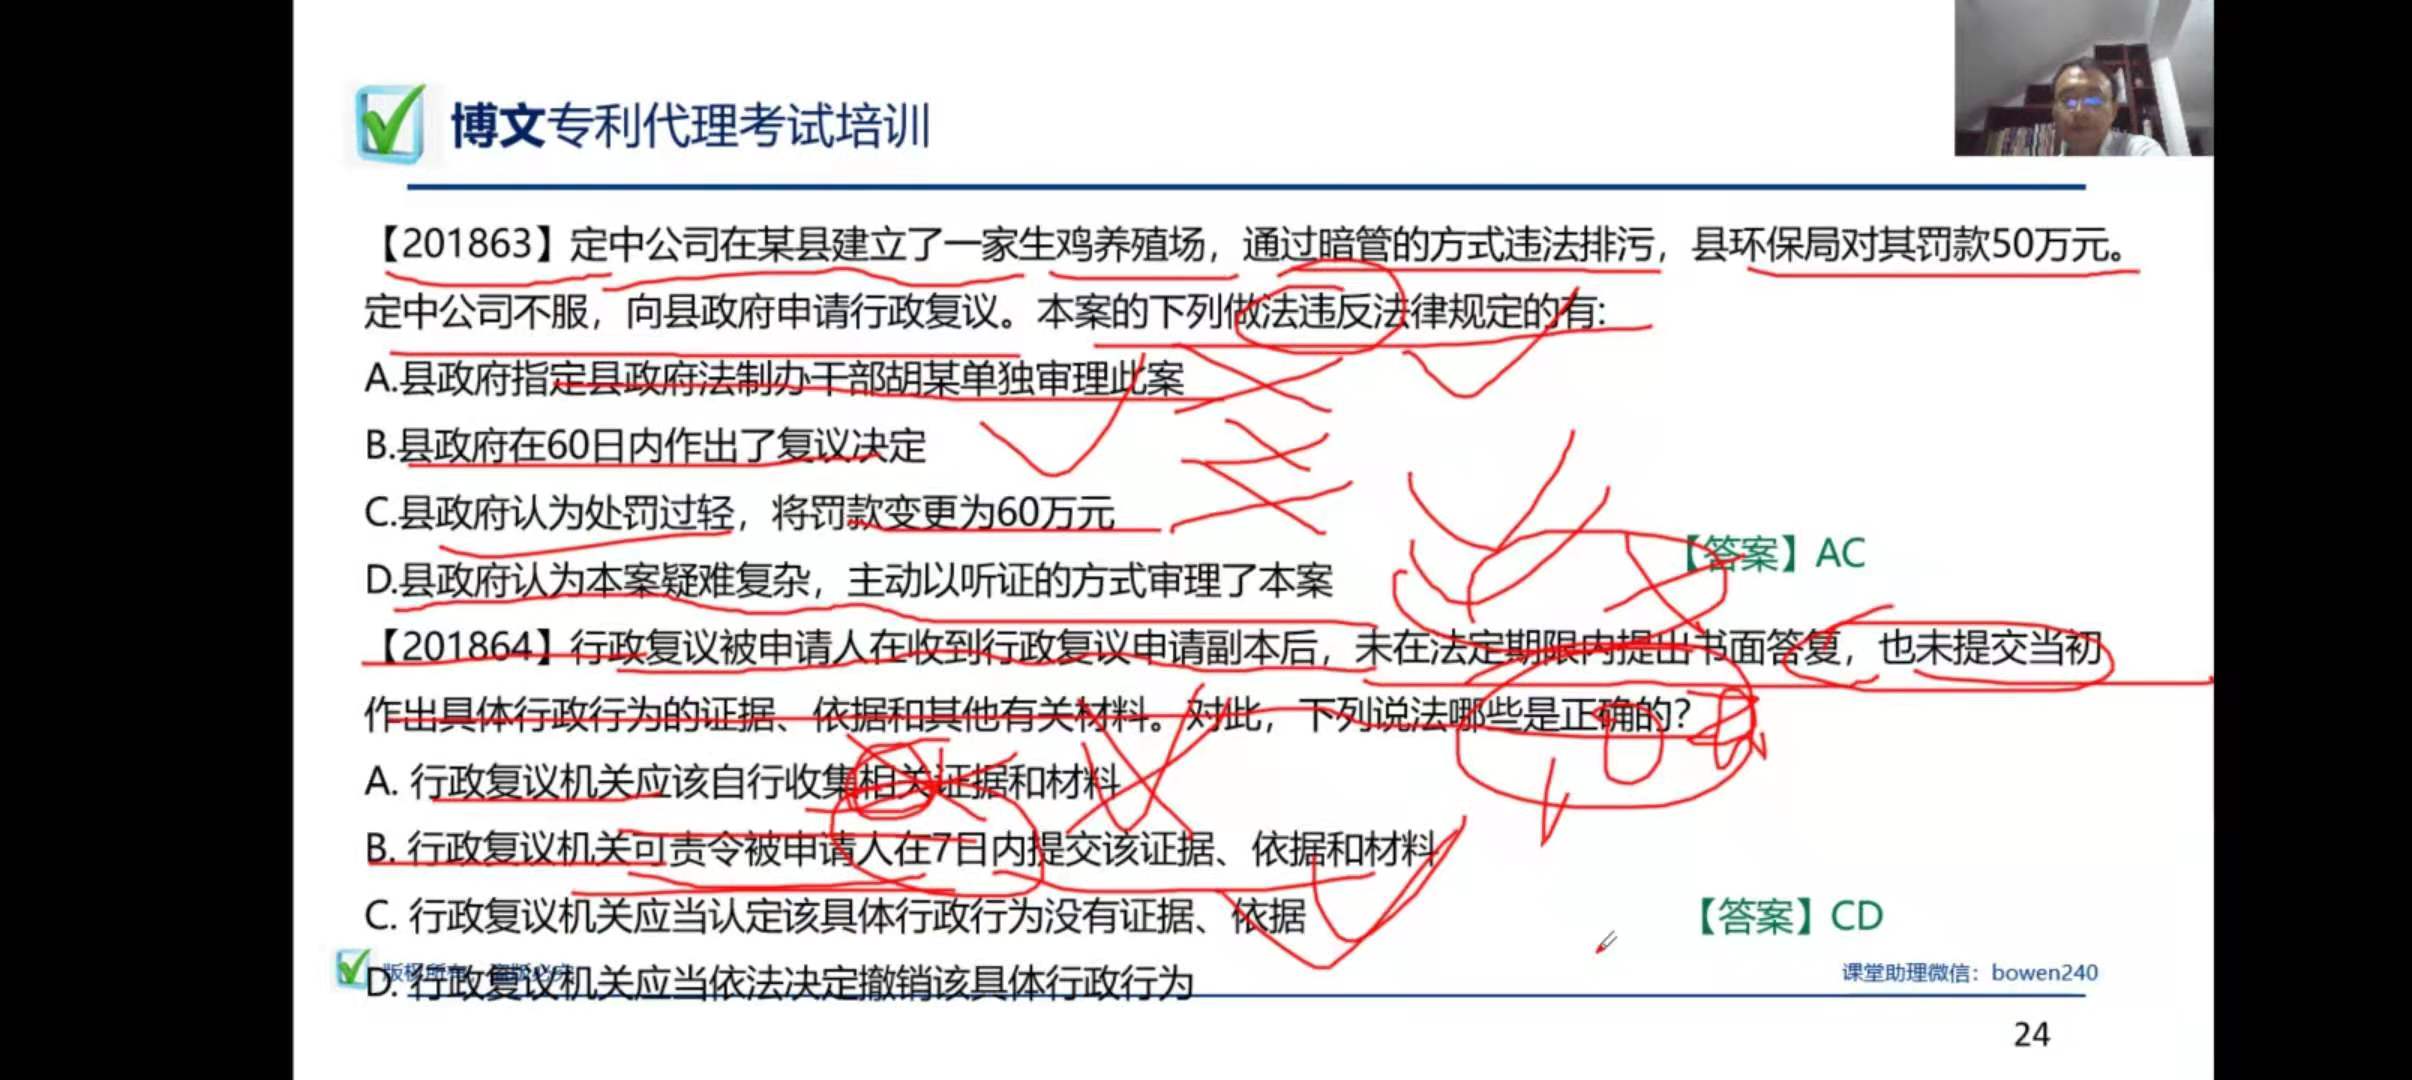 博文专利代理考试培训
【201863】定中公司在某县建立了一家生鸡养殖场，通过暗管的方式违法排污，县环保局对其罚款50万元。
定中公司不服，向县政府申请行政复议。本案的下列做法违反法律规定的有:
A.县政府指定县政府法制办干部胡某单独审理此案
B.县政府在60日内作出了复议决定
C.县政府认为处罚过轻，将罚款变更为60万元
D.县政府认为本案疑难复杂，主动以听证的方式审理了本案
【答案】AC
【201864】行政复议被申请人在收到行政复议申请副本后，未在法定期限内提出书面答复，也未提交当初
作出具体行政行为的证据、依据和其他有关材料。对此，下列说法哪些是正确的?
A. 行政复议机关应该自行收集相关证据和材料
B. 行政复议机关可责令被申请人在7日内提交该证据、依据和材料
C. 行政复议机关应当认定该具体行政行为没有证据、依据
【答案】CD
D. 行政复议机关应当依法决定撤销该具体行政行为
版权所有
课堂助理微信：bowen240
24